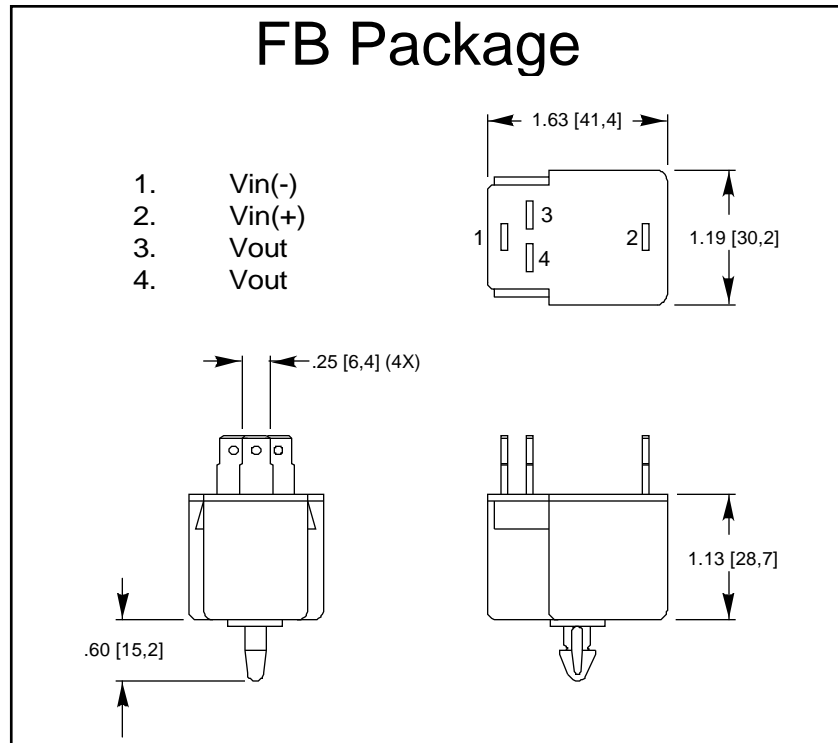 FB Package
1.63 [41,4]
1. Vin(-)
2. Vin(+)
3. Vout
4. Vout
3
1
2
4
1.19 [30,2]
.25 [6,4] (4X)
1.13 [28,7]
.60 [15,2]